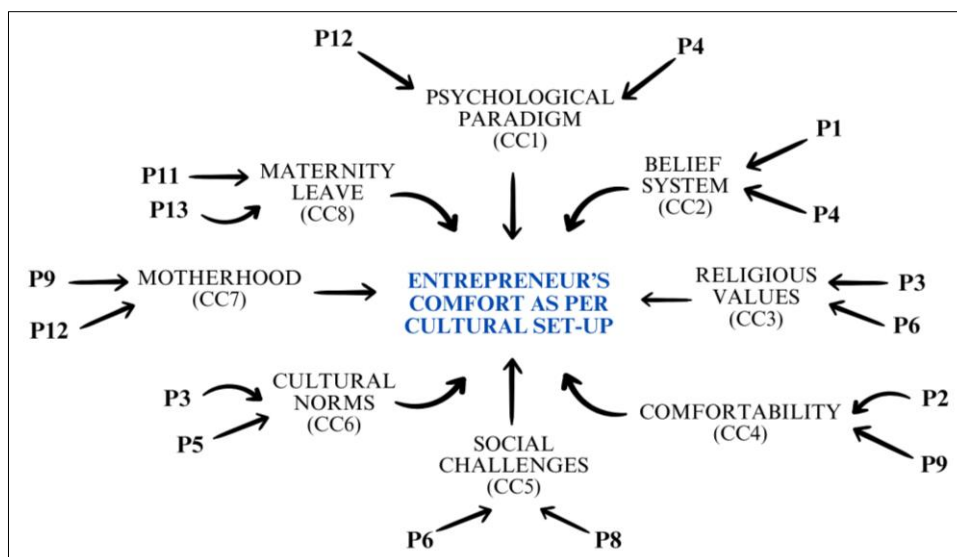 P12
P4
PSYCHOLOGICAL
PARADIGM
(CC1)
P1
BELIEF
SYSTEM
(CC2)
P4
P11
P13
MATERNITY
LEAVE
(CC8)
P9
P12
MOTHERHOOD
(CC7)
ENTREPRENEUR'S
COMFORT AS PER
CULTURAL SET-UP
RELIGIOUS
VALUES
(CC3)
P3
P6
P3
P5
CULTURAL
NORMS
(CC6)
SOCIAL
CHALLENGES
(CC5)
P6
P8
COMFORTABILITY
(CC4)
P2
P9